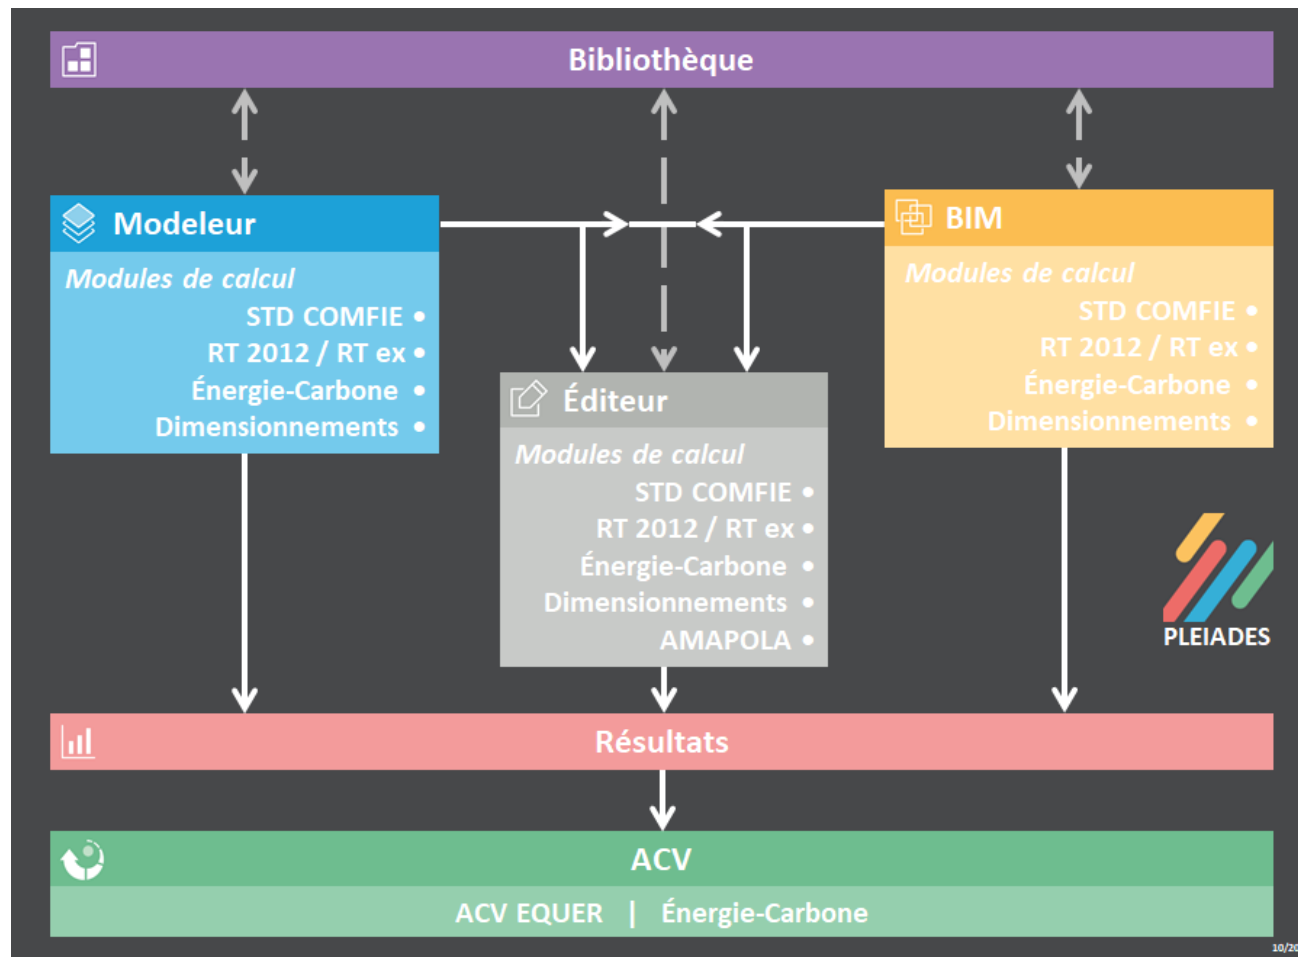 Bibliothèque
Modeleur
Modules de calcul
STD COMFIE •
RT 2012 / RT ex •
Énergie-Carbone •
Dimensionnements •
BIM
Modules de calcul
STD COMFIE •
RT 2012 / RT ex •
Énergie-Carbone •
Dimensionnements •
Éditeur
Modules de calcul
STD COMFIE •
RT 2012 / RT ex •
Énergie-Carbone •
Dimensionnements •
AMAPOLA •
PLEIADES
Résultats
ACV
ACV EQUER | Énergie-Carbone
10/20